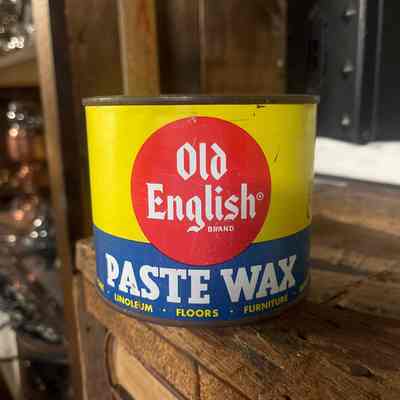 Old
English®
BRAND
PASTE WAX
· LINOLEUM · FLOORS · FURNITURE ·